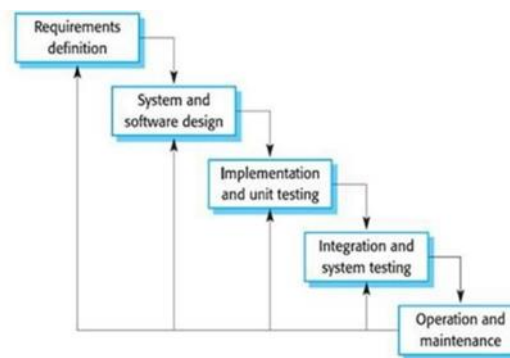 Requirements
definition
System and
software design
Implementation
and unit testing
Integration and
system testing
Operation and
maintenance